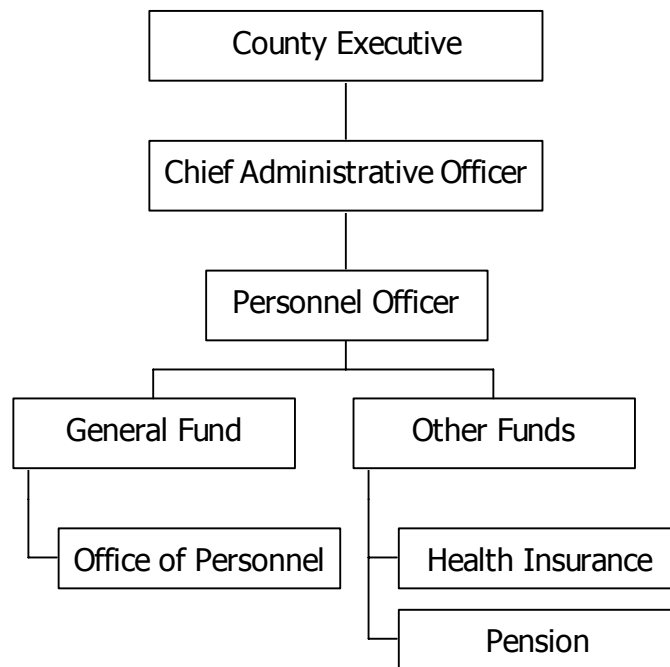 County Executive
Chief Administrative Officer
Personnel Officer
General Fund
Other Funds
Office of Personnel
Health Insurance
Pension